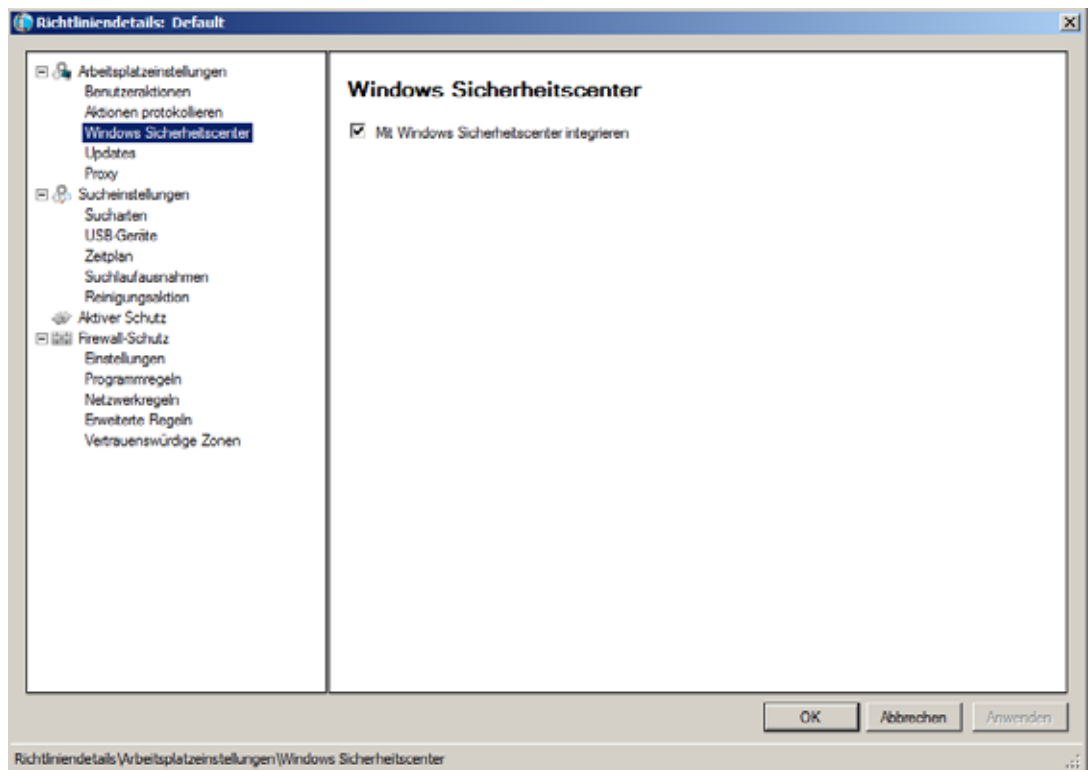 Richtliniendetails: Default
Arbeitsplatzeinstellungen
Benutzeraktionen
Aktionen protokollieren
Windows Sicherheitscenter
Updates
Proxy
Sucheinstellungen
Sucharten
USB-Geräte
Zeitplan
Suchlaufausnahmen
Reinigungsaktion
Aktiver Schutz
Firewall-Schutz
Einstellungen
Programmregeln
Netzwerkregeln
Erweiterte Regeln
Vertrauenswürdige Zonen
Windows Sicherheitscenter
Mit Windows Sicherheitscenter integrieren
OK
Abbrechen
Anwenden
Richtliniendetails\Arbeitsplatzeinstellungen\Windows Sicherheitscenter